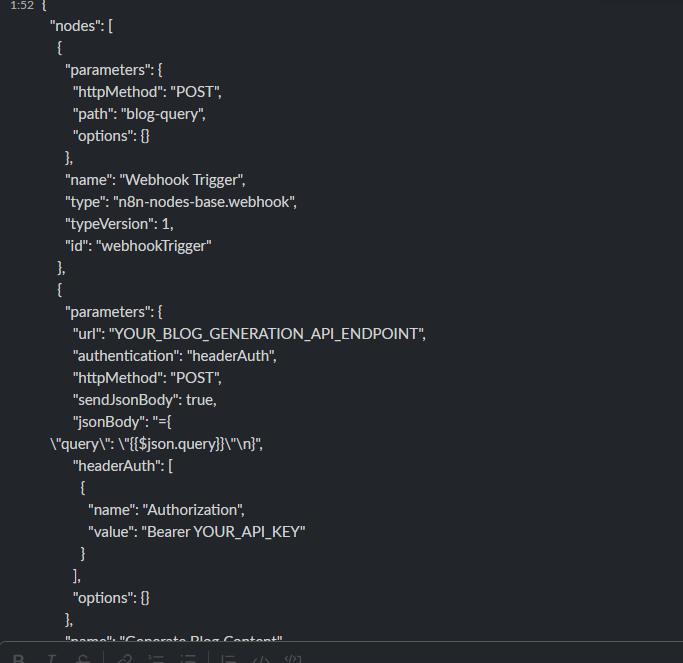 1:52 {
"nodes": [
{
"parameters": {
"httpMethod": "POST",
"path": "blog-query",
"options": {}
},
"name": "Webhook Trigger",
"type": "n8n-nodes-base.webhook",
"typeVersion": 1,
"id": "webhookTrigger"
},
{
"parameters": {
"url": "YOUR_BLOG_GENERATION_API_ENDPOINT",
"authentication": "headerAuth",
"httpMethod": "POST",
"sendJsonBody": true,
"jsonBody": "={
\"query\": \"{{$json.query}}\"\n}",
"headerAuth": [
{
"name": "Authorization",
"value": "Bearer YOUR_API_KEY"
}
],
"options": {}
},
"name": "Generate Blog Content"